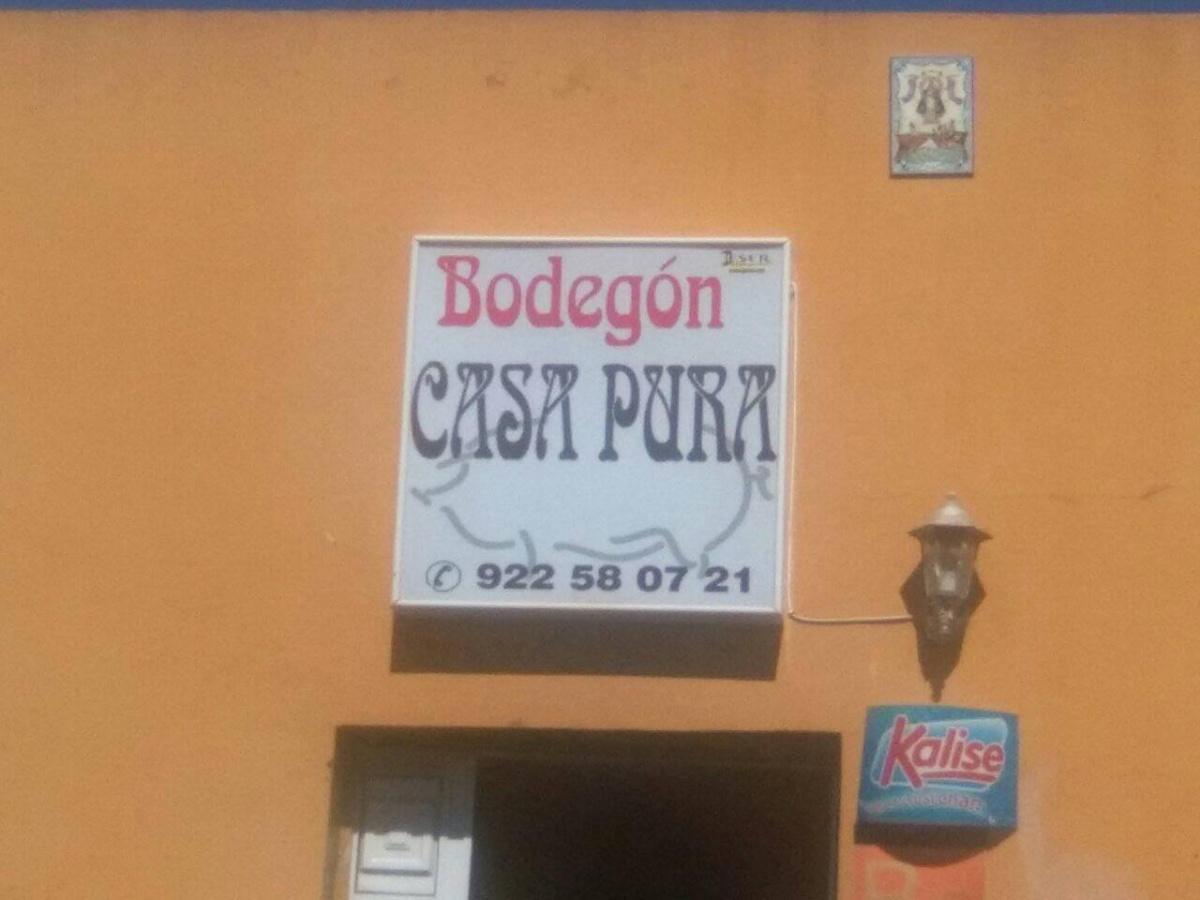 Bodegón
CASA PURA
922 58 07 21
Kalise